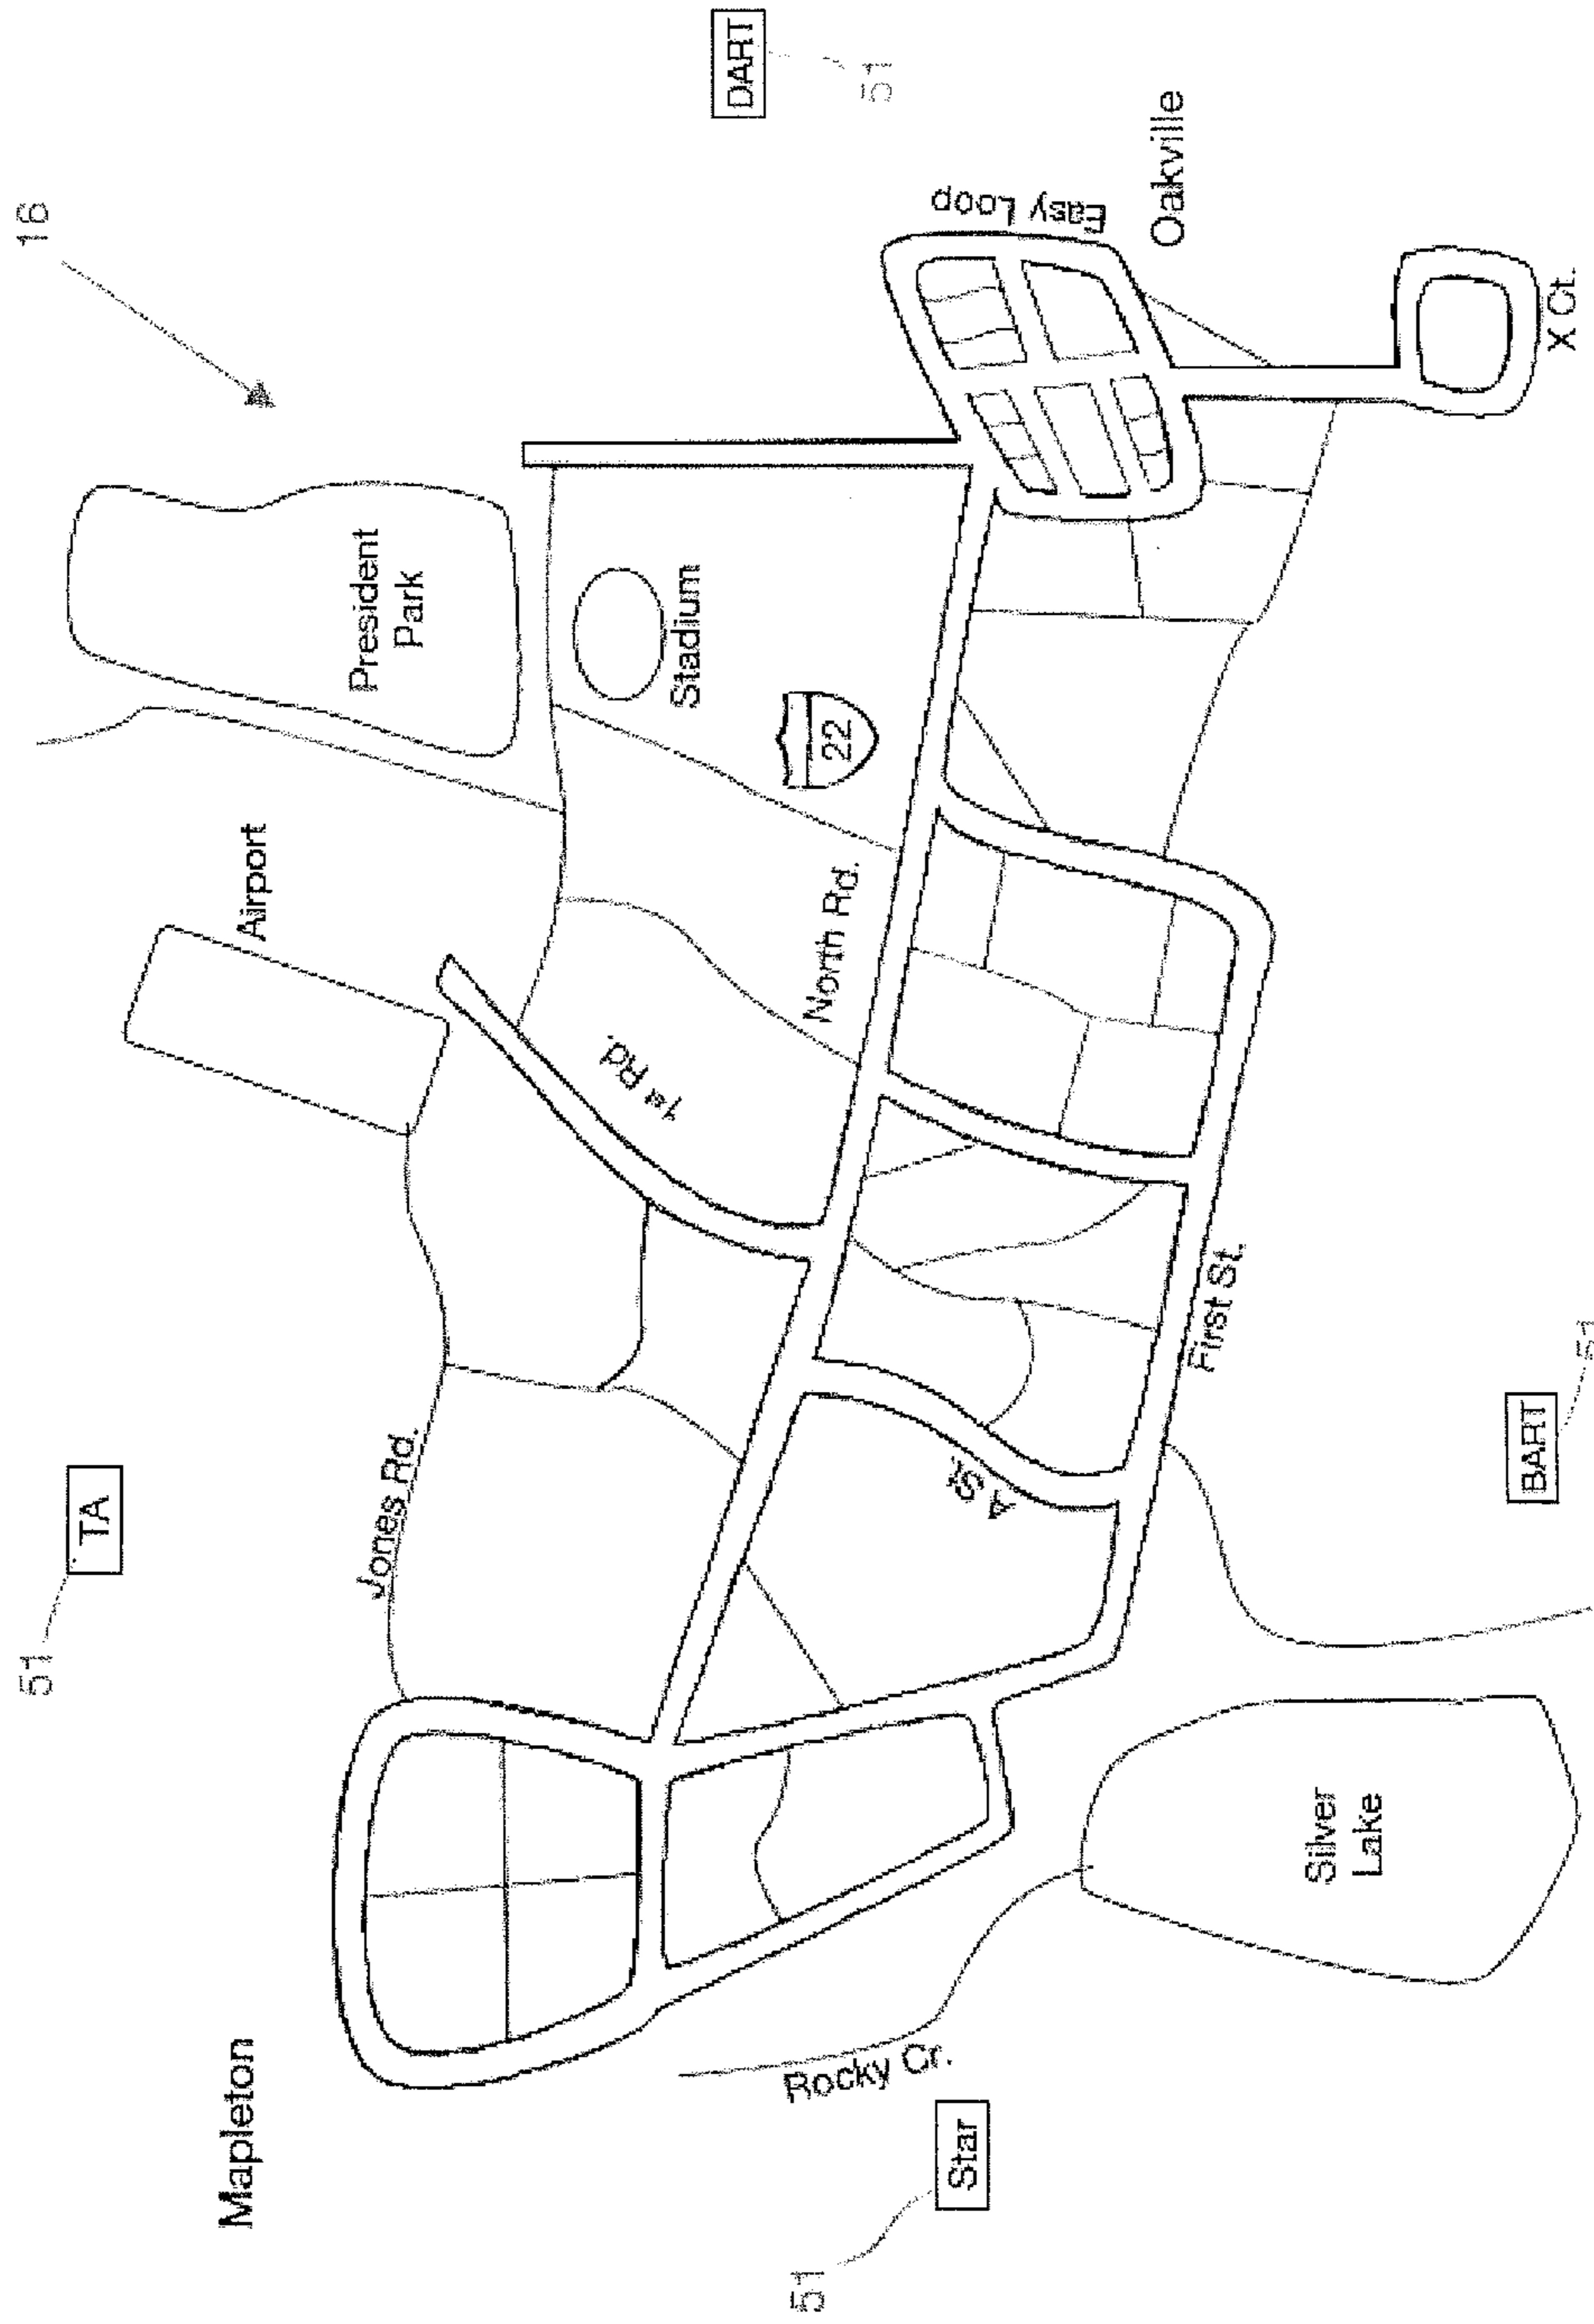 16
51
TA
DART
51
President
Park
Airport
Stadium
22
Jones Rd.
1st Rd.
North Rd.
Easy Loop
Oakville
Mapleton
A St.
First St.
X Ct.
Rocky Cr.
Silver
Lake
51
Star
BART
51